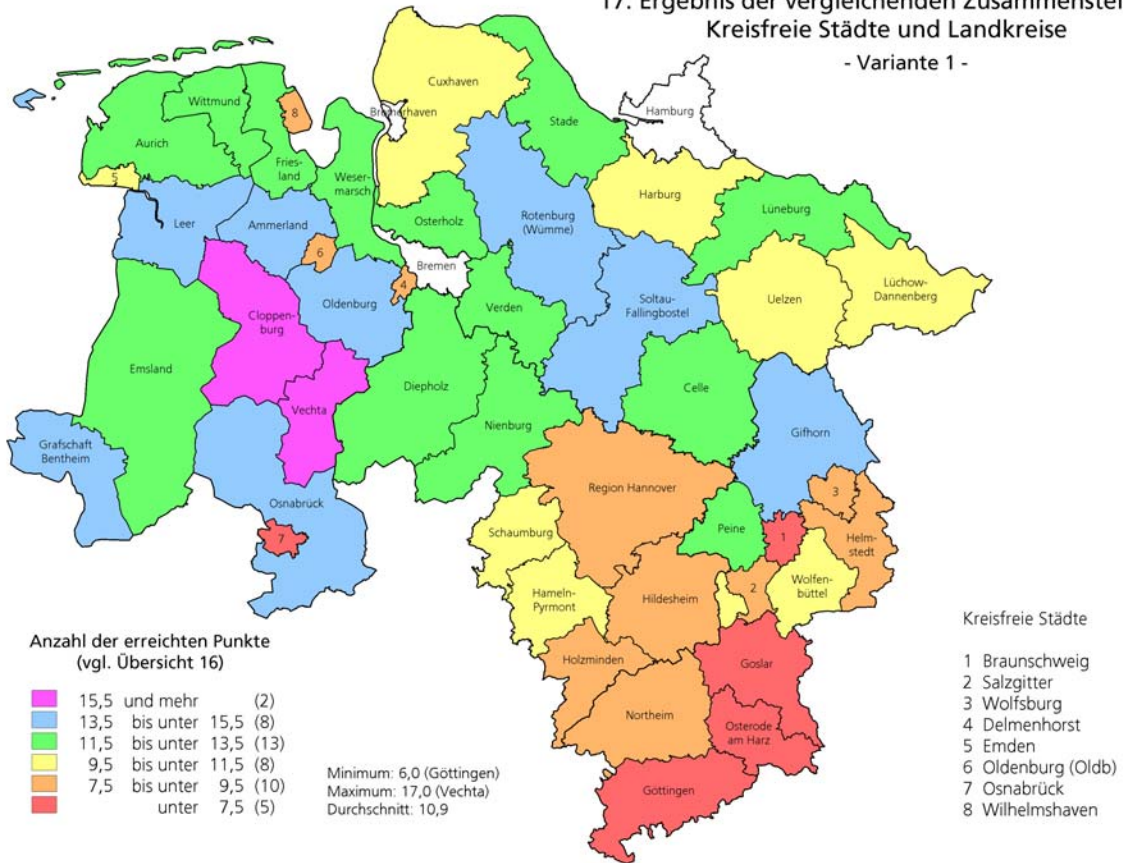 17. Ergebnis der vergleichenden
Kreisfreie Städte und Landkreise
- Variante 1 -
Cuxhaven
Wittmund
8
Bremerhaven
Stade
Hamburg
Aurich
Fries-
land
Weser-
marsch
5
Harburg
Leer
Ammerland
Osterholz
Rotenburg
(Wümme)
Lüneburg
6
Bremen
4
Oldenburg
Uelzen
Lüchow-
Dannenberg
Soltau-
Fallingbostel
Verden
Cloppen-
burg
Emsland
Diepholz
Celle
Vechta
Nienburg
Gifhorn
Grafschaft
Bentheim
Region Hannover
3
Osnabrück
Peine
7
Schaumburg
1
Helm-
stedt
Hameln-
Pyrmont
Hildesheim
2
Wolfen-
büttel
Holzminden
Goslar
Northeim
Osterode
am Harz
Göttingen
Anzahl der erreichten Punkte
(vgl. Übersicht 16)
15,5 und mehr (2)
13,5 bis unter 15,5 (8)
11,5 bis unter 13,5 (13)
9,5 bis unter 11,5 (8)
7,5 bis unter 9,5 (10)
unter 7,5 (5)
Minimum: 6,0 (Göttingen)
Maximum: 17,0 (Vechta)
Durchschnitt: 10,9
Kreisfreie Städte
1 Braunschweig
2 Salzgitter
3 Wolfsburg
4 Delmenhorst
5 Emden
6 Oldenburg (Oldb)
7 Osnabrück
8 Wilhelmshaven